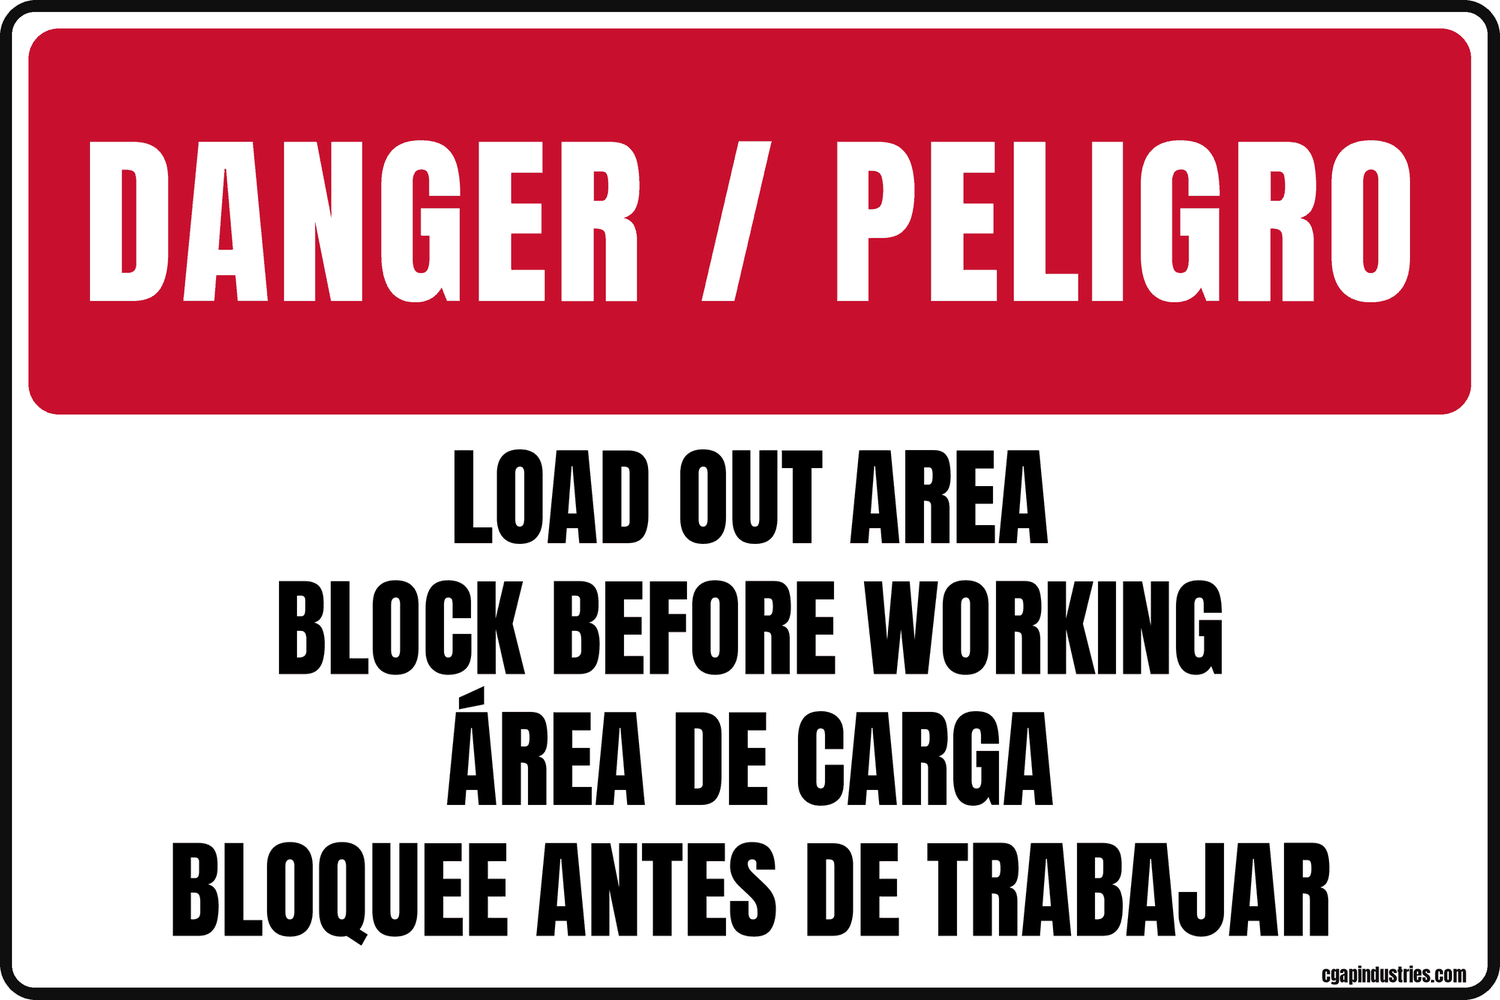 DANGER / PELIGRO
LOAD OUT AREA
BLOCK BEFORE WORKING
ÁREA DE CARGA
BLOQUEE ANTES DE TRABAJAR
cgapindustries.com